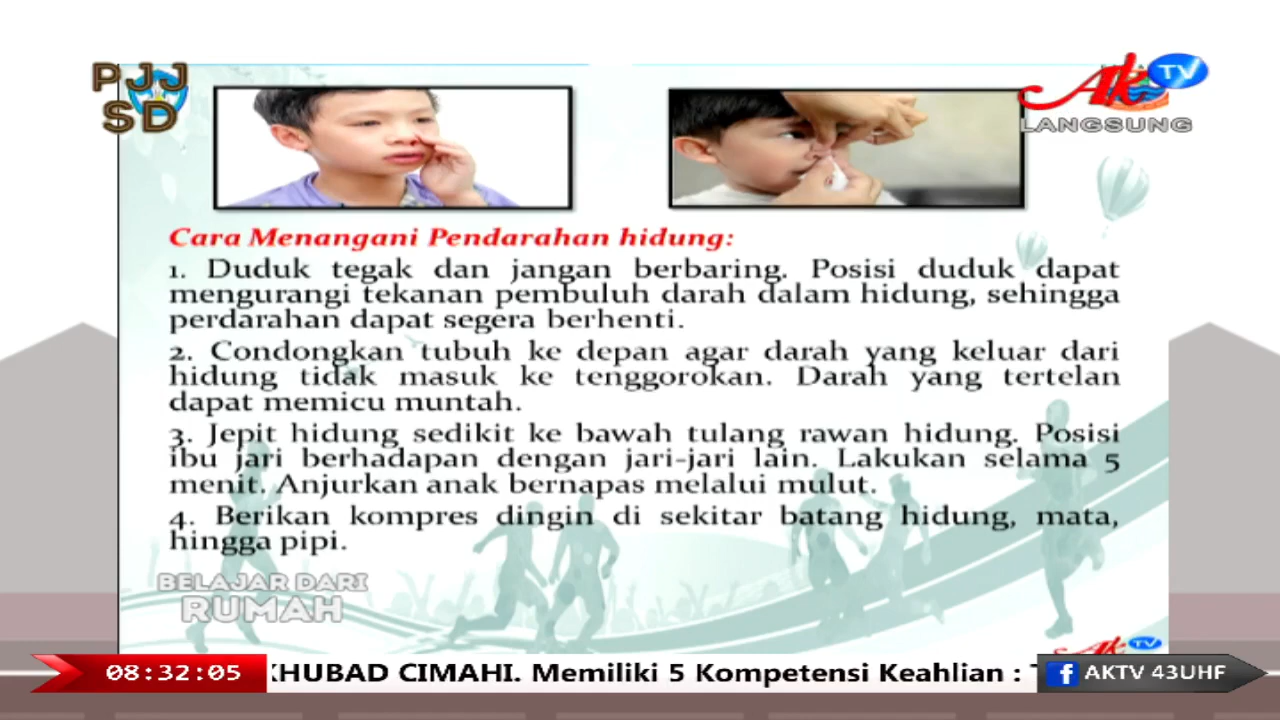 PJJ
SD
Ak TV
LANGSUNG
Cara Menangani Pendarahan hidung:
1. Duduk tegak dan jangan berbaring. Posisi duduk dapat
mengurangi tekanan pembuluh darah dalam hidung, sehingga
perdarahan dapat segera berhenti.
2. Condongkan tubuh ke depan agar darah yang keluar dari
hidung tidak masuk ke tenggorokan. Darah yang tertelan
dapat memicu muntah.
3. Jepit hidung sedikit ke bawah tulang rawan hidung. Posisi
ibu jari berhadapan dengan jari-jari lain. Lakukan selama 5
menit. Anjurkan anak bernapas melalui mulut.
4. Berikan kompres dingin di sekitar batang hidung, mata,
hingga pipi.
BELAJAR DARI
RUMAH
Ak TV
08:32:05 KHUBAD CIMAHI. Memiliki 5 Kompetensi Keahlian : f AKTV 43UHF